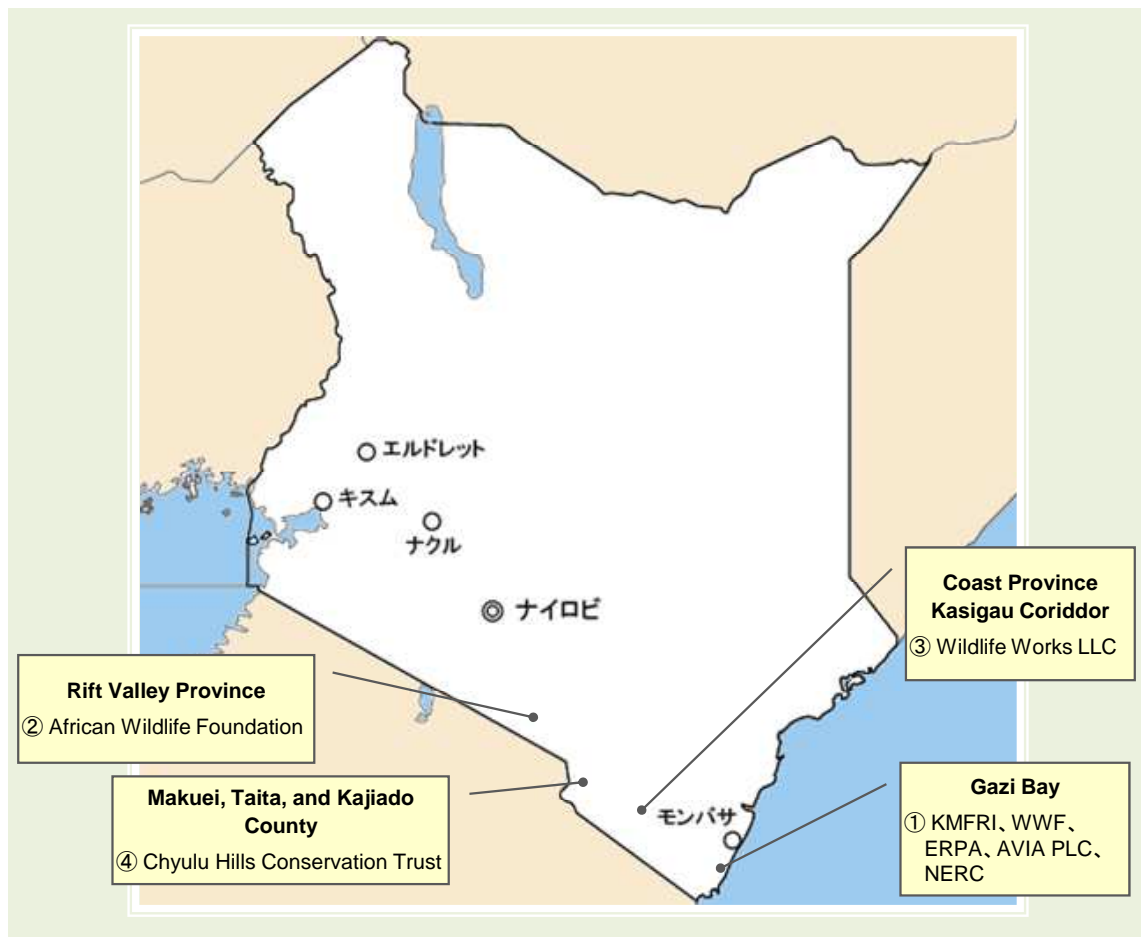 エルドレット
キスム
ナクル
ナイロビ
Coast Province
Kasigau Coriddor
③ Wildlife Works LLC
Rift Valley Province
② African Wildlife Foundation
Makuei, Taita, and Kajiado
County
④ Chyulu Hills Conservation Trust
モンバサ
Gazi Bay
① KMFRI、WWF、
ERPA、AVIA PLC、
NERC